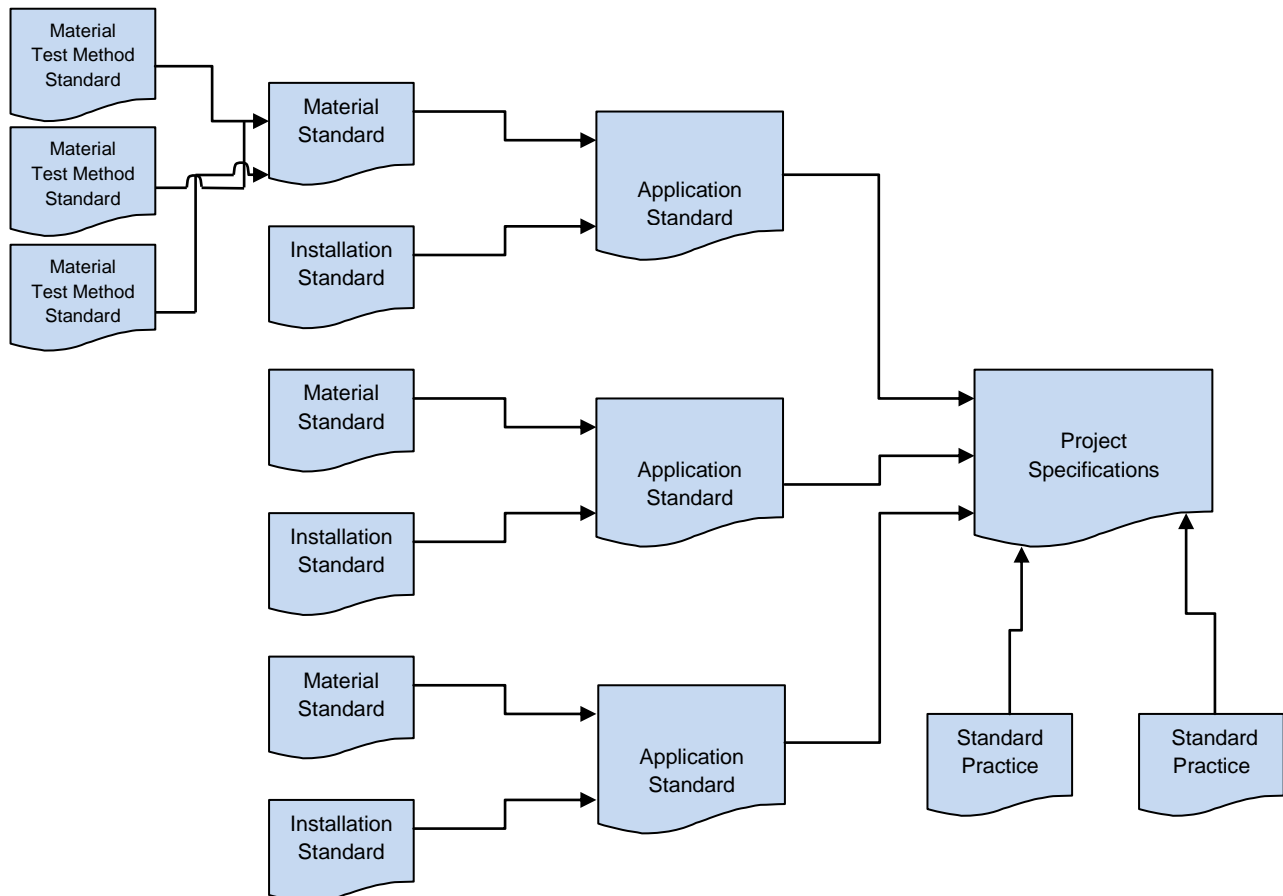 Material
Test Method
Standard
Material
Test Method
Standard
Material
Test Method
Standard
Material
Standard
Installation
Standard
Application
Standard
Material
Standard
Installation
Standard
Application
Standard
Material
Standard
Installation
Standard
Application
Standard
Project
Specifications
Standard
Practice
Standard
Practice